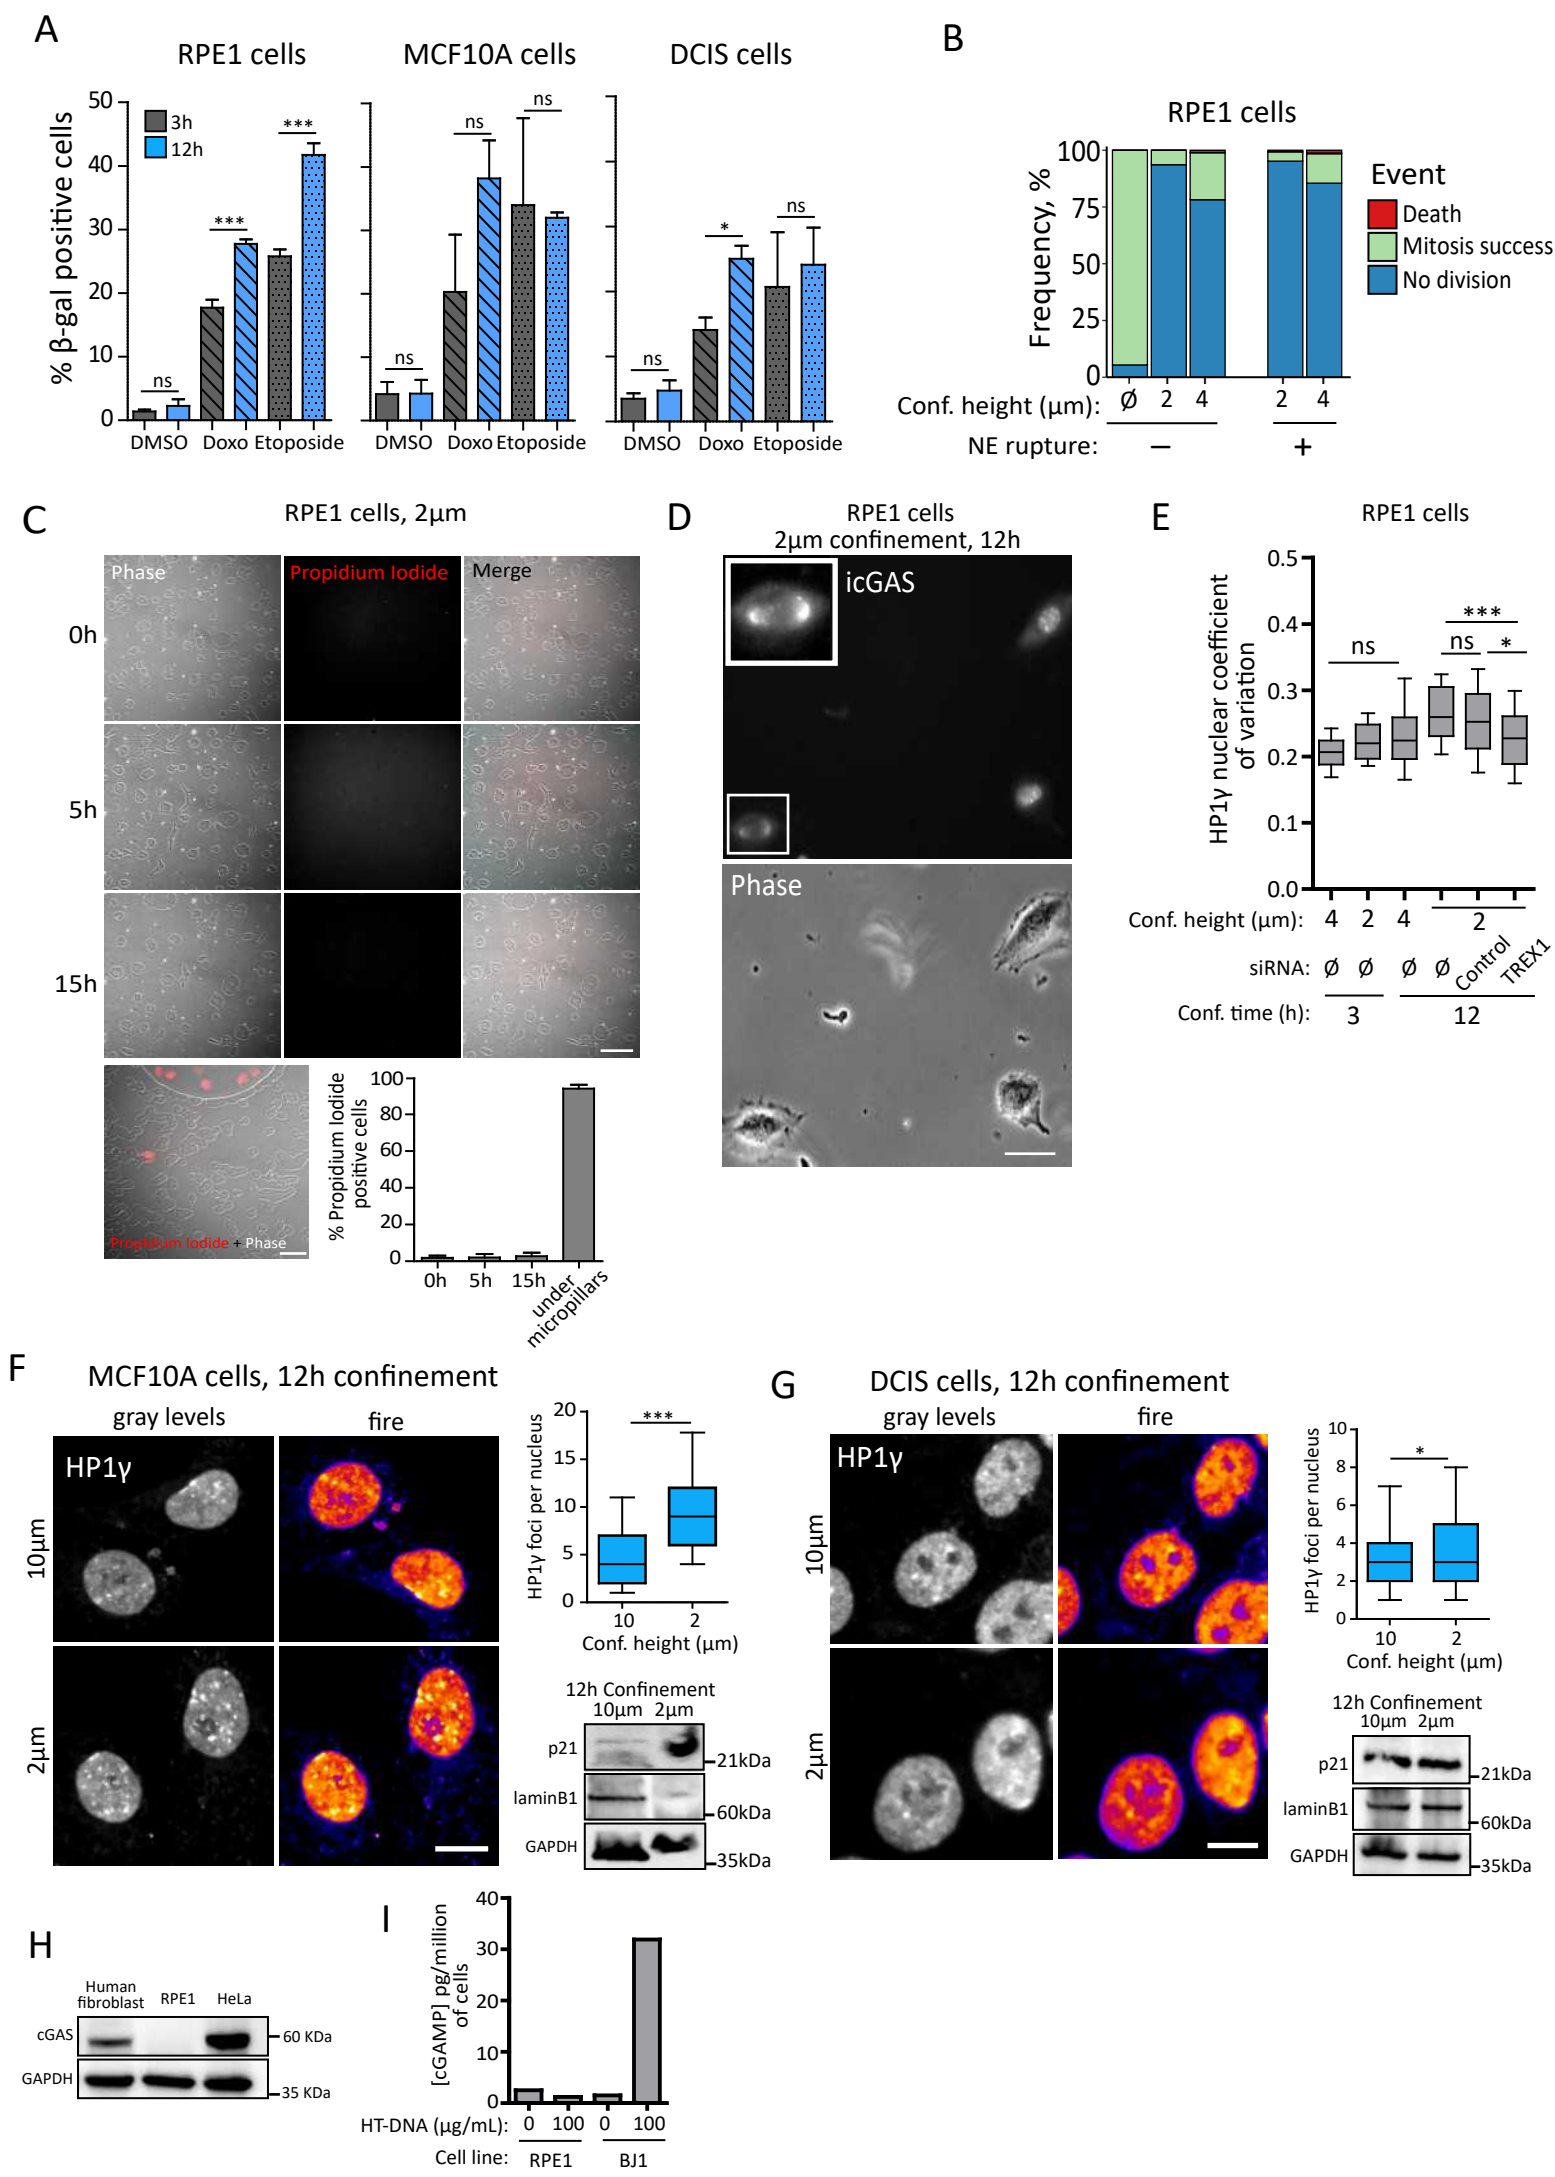 A
RPE1 cells
MCF10A cells
DCIS cells
% β-gal positive cells
50
40
30
20
10
0
3h
12h
ns
***
***
ns
ns
ns
ns
*
ns
DMSO
Doxo
Etoposide
DMSO
Doxo
Etoposide
DMSO
Doxo
Etoposide
B
RPE1 cells
Frequency, %
100
75
50
25
0
Event
Death
Mitosis success
No division
Conf. height (µm): Ø 2 4 2 4
NE rupture: − +
C
RPE1 cells, 2µm
Phase
Propidium Iodide
Merge
0h
5h
15h
Propidium Iodide + Phase
% Propidium Iodide
positive cells
100
80
60
40
20
0
0h
5h
15h
under
micropillars
D
RPE1 cells
2µm confinement, 12h
icGAS
Phase
E
RPE1 cells
HP1γ nuclear coefficient
of variation
0.5
0.4
0.3
0.2
0.1
0.0
ns
***
ns
*
Conf. height (µm): 4 2 4 2
siRNA: Ø Ø Ø Ø Control TREX1
Conf. time (h): 3 12
F
MCF10A cells, 12h confinement
gray levels
fire
HP1γ
10µm
2µm
HP1γ foci per nucleus
20
15
10
5
0
***
10 2
Conf. height (µm)
12h Confinement
10µm 2µm
p21
21kDa
laminB1
60kDa
GAPDH
35kDa
G
DCIS cells, 12h confinement
gray levels
fire
HP1γ
10µm
2µm
HP1γ foci per nucleus
10
8
6
4
2
0
*
10 2
Conf. height (µm)
12h Confinement
10µm 2µm
p21
21kDa
laminB1
60kDa
GAPDH
35kDa
H
Human
fibroblast
RPE1
HeLa
cGAS
60 KDa
GAPDH
35 KDa
I
[cGAMP] pg/million
of cells
40
30
20
10
0
HT-DNA (µg/mL): 0 100 0 100
Cell line: RPE1 BJ1